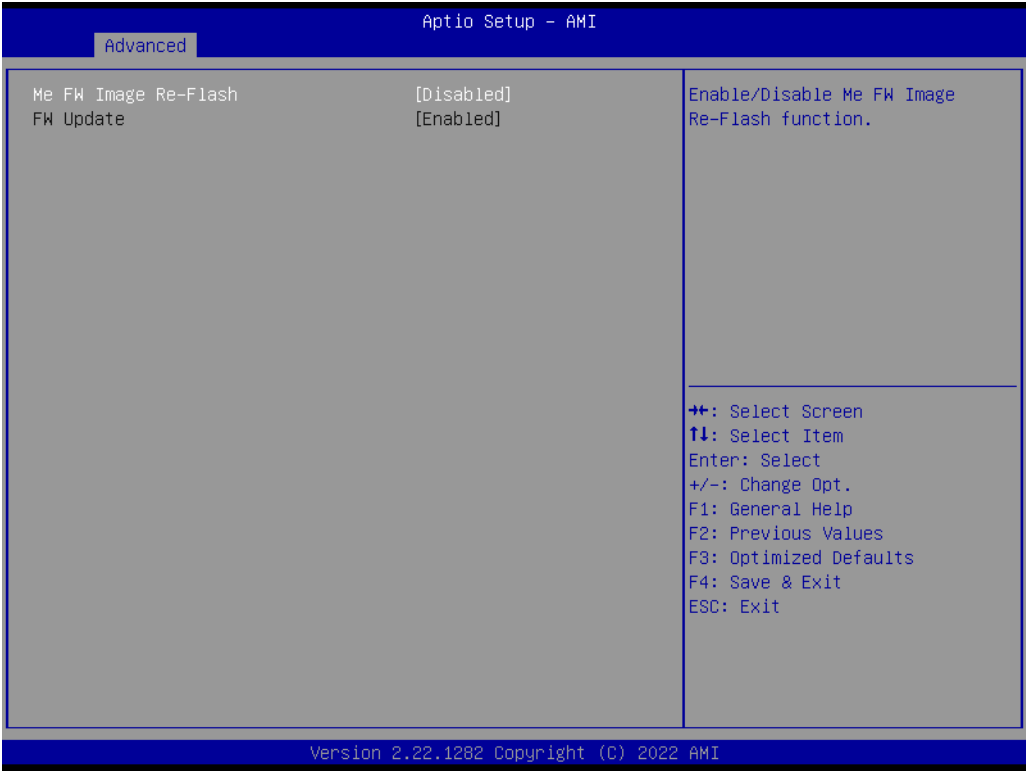 Aptio Setup - AMI
Advanced
Me FW Image Re-Flash [Disabled]
FW Update [Enabled]
Enable/Disable Me FW Image
Re-Flash function.
→←: Select Screen
↑↓: Select Item
Enter: Select
+/-: Change Opt.
F1: General Help
F2: Previous Values
F3: Optimized Defaults
F4: Save & Exit
ESC: Exit
Version 2.22.1282 Copyright (C) 2022 AMI